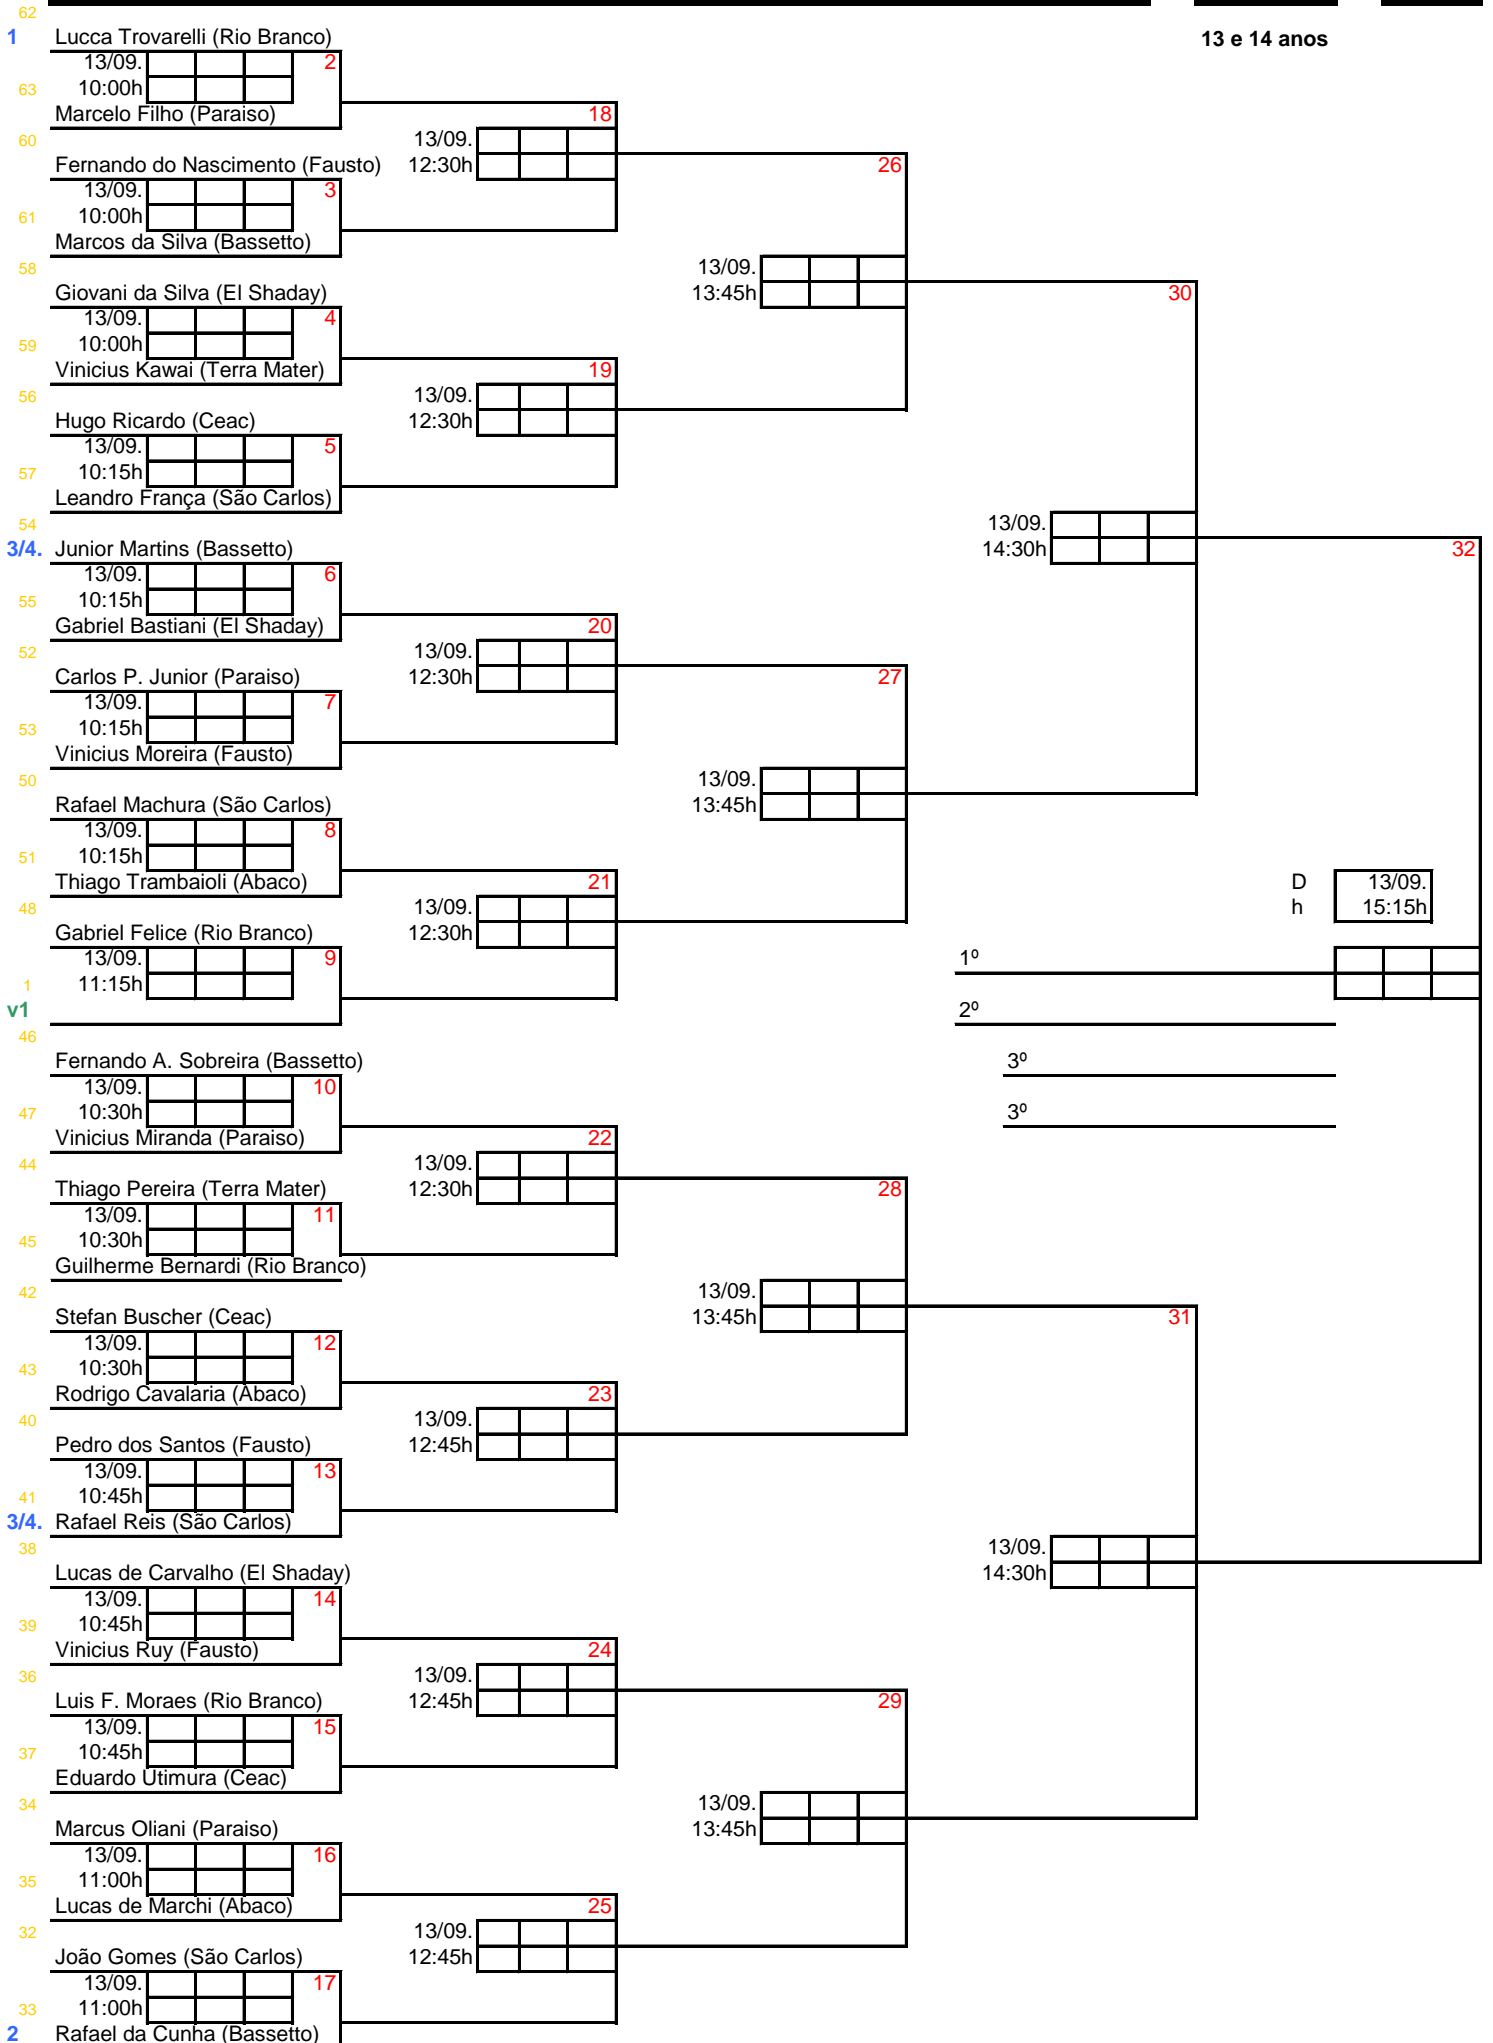 62
1 Lucca Trovarelli (Rio Branco) 13 e 14 anos
13/09. 2
63 10:00h
Marcelo Filho (Paraiso) 18
60 13/09.
Fernando do Nascimento (Fausto) 12:30h 26
13/09. 3
61 10:00h
Marcos da Silva (Bassetto)
58 13/09.
Giovani da Silva (El Shaday) 13:45h 30
13/09. 4
59 10:00h
Vinicius Kawai (Terra Mater) 19
56 13/09.
Hugo Ricardo (Ceac) 12:30h
13/09. 5
57 10:15h
Leandro França (São Carlos)
54 13/09.
3/4. Junior Martins (Bassetto) 14:30h 32
13/09. 6
55 10:15h
Gabriel Bastiani (El Shaday) 20
52 13/09.
Carlos P. Junior (Paraiso) 12:30h 27
13/09. 7
53 10:15h
Vinicius Moreira (Fausto)
50 13/09.
Rafael Machura (São Carlos) 13:45h
13/09. 8
51 10:15h
Thiago Trambaioli (Abaco) 21 D 13/09.
48 13/09. h 15:15h
Gabriel Felice (Rio Branco) 12:30h
13/09. 9 1º
1 11:15h
v1 2º
46
Fernando A. Sobreira (Bassetto) 3º
13/09. 10
47 10:30h 3º
Vinicius Miranda (Paraiso) 22
44 13/09.
Thiago Pereira (Terra Mater) 12:30h 28
13/09. 11
45 10:30h
Guilherme Bernardi (Rio Branco)
42 13/09.
Stefan Buscher (Ceac) 13:45h 31
13/09. 12
43 10:30h
Rodrigo Cavalaria (Abaco) 23
40 13/09.
Pedro dos Santos (Fausto) 12:45h
13/09. 13
41 10:45h
3/4. Rafael Reis (São Carlos)
38 13/09.
Lucas de Carvalho (El Shaday) 14:30h
13/09. 14
39 10:45h
Vinicius Ruy (Fausto) 24
36 13/09.
Luis F. Moraes (Rio Branco) 12:45h 29
13/09. 15
37 10:45h
Eduardo Utimura (Ceac)
34 13/09.
Marcus Oliani (Paraiso) 13:45h
13/09. 16
35 11:00h
Lucas de Marchi (Abaco) 25
32 13/09.
João Gomes (São Carlos) 12:45h
13/09. 17
33 11:00h
2 Rafael da Cunha (Bassetto)